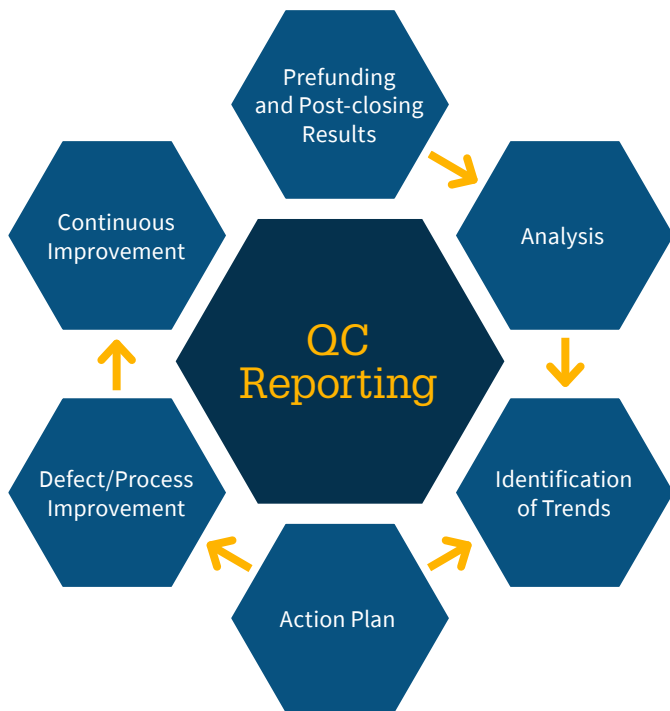 Prefunding
and Post-closing
Results
Analysis
Identification
of Trends
Action Plan
Defect/Process
Improvement
Continuous
Improvement
QC
Reporting